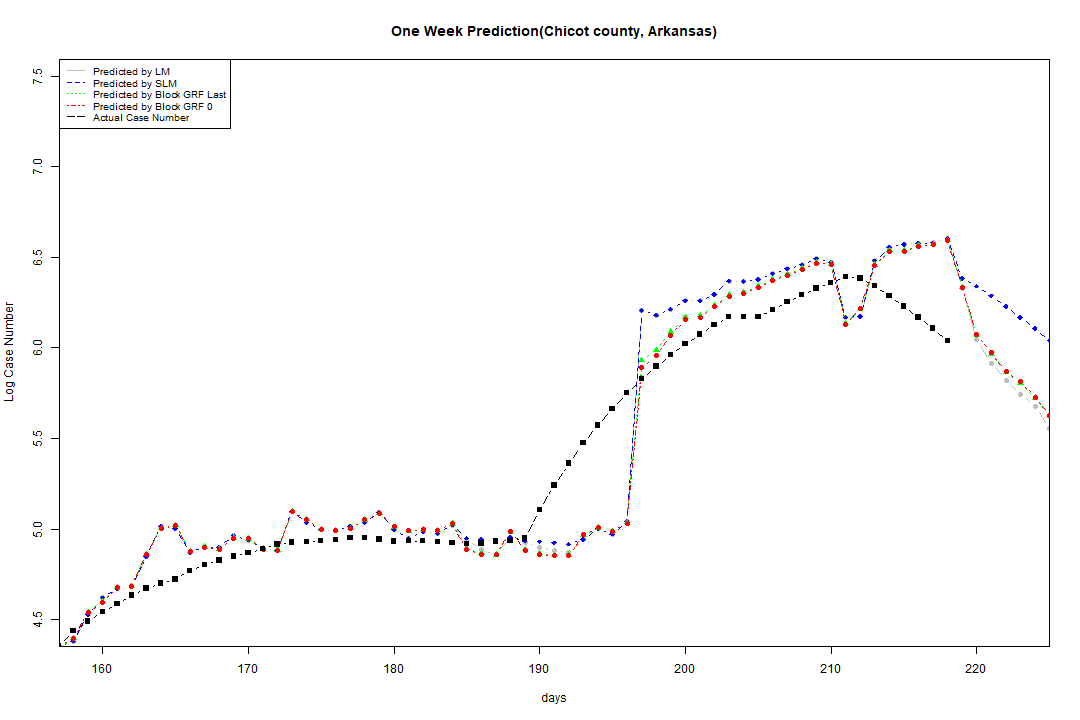 One Week Prediction(Chicot county, Arkansas)
Predicted by LM
Predicted by SLM
Predicted by Block GRF Last
Predicted by Block GRF 0
Actual Case Number
7.5
7.0
6.5
6.0
5.5
5.0
4.5
Log Case Number
160 170 180 190 200 210 220
days